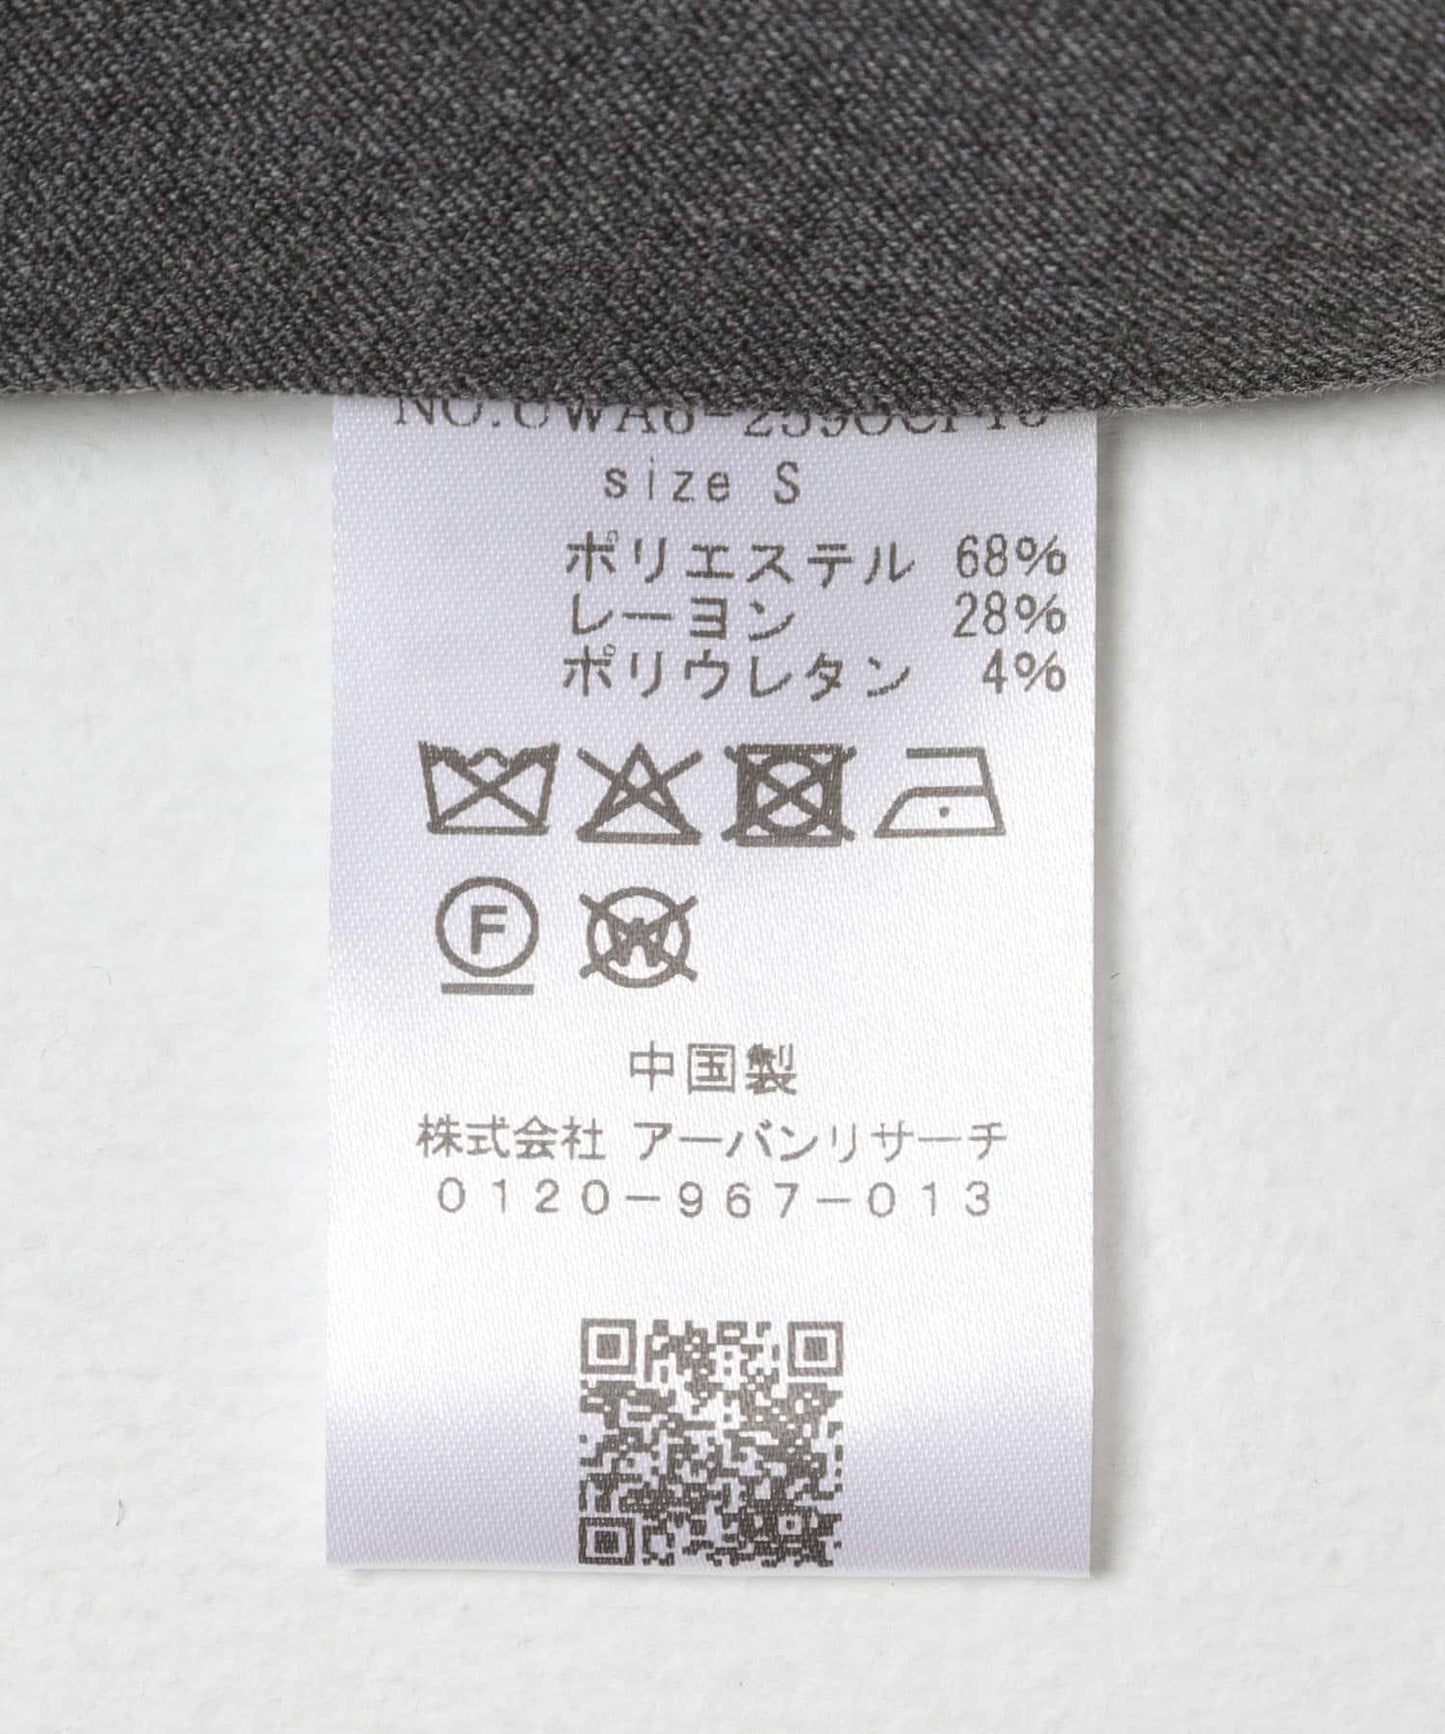 size S
ポリエステル 68%
レーヨン 28%
ポリウレタン 4%
F
W
中国製
株式会社 アーバンリサーチ
0120-967-013